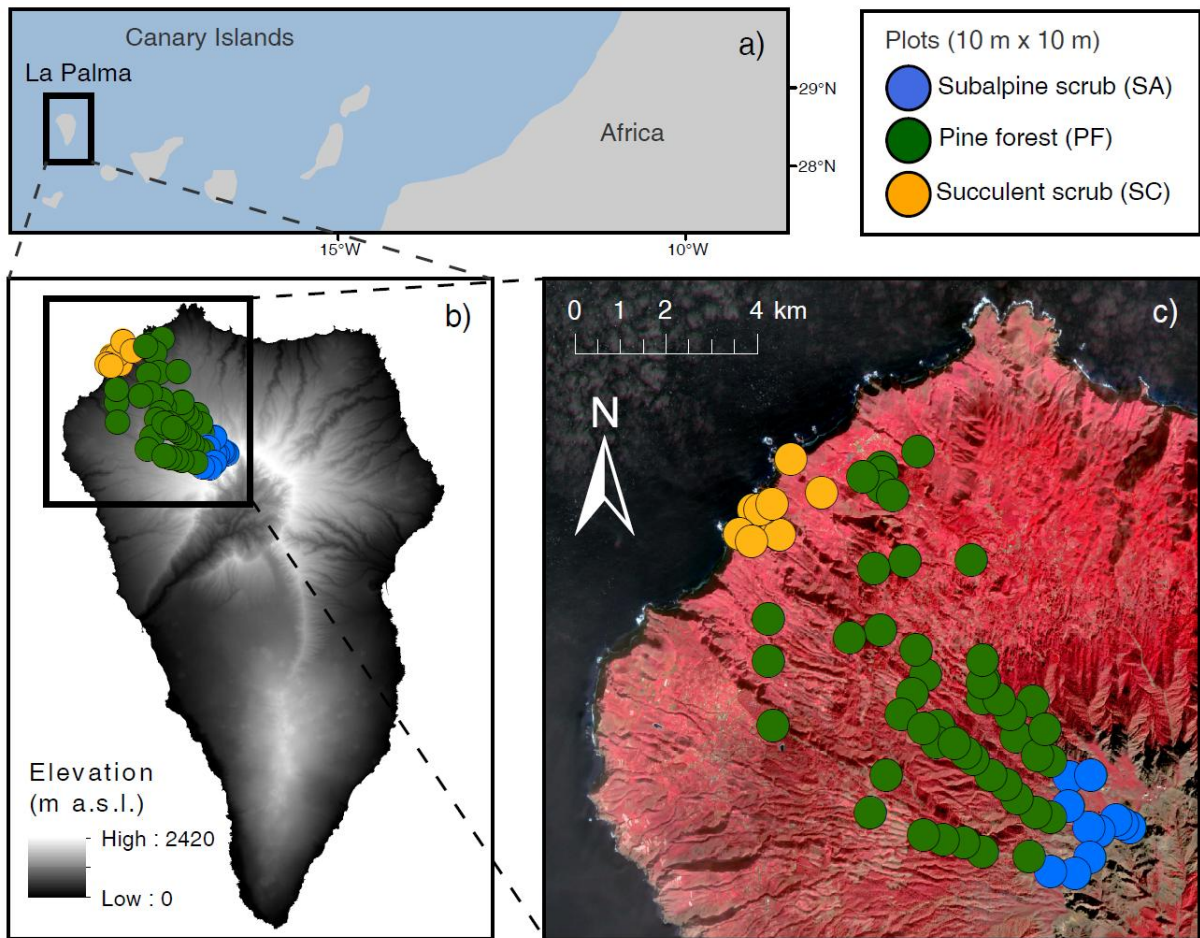 Canary Islands
a)
La Palma
Africa
29°N
28°N
15°W
10°W
Plots (10 m x 10 m)
Subalpine scrub (SA)
Pine forest (PF)
Succulent scrub (SC)
b)
Elevation
(m a.s.l.)
High : 2420
Low : 0
c)
0 1 2 4 km
N